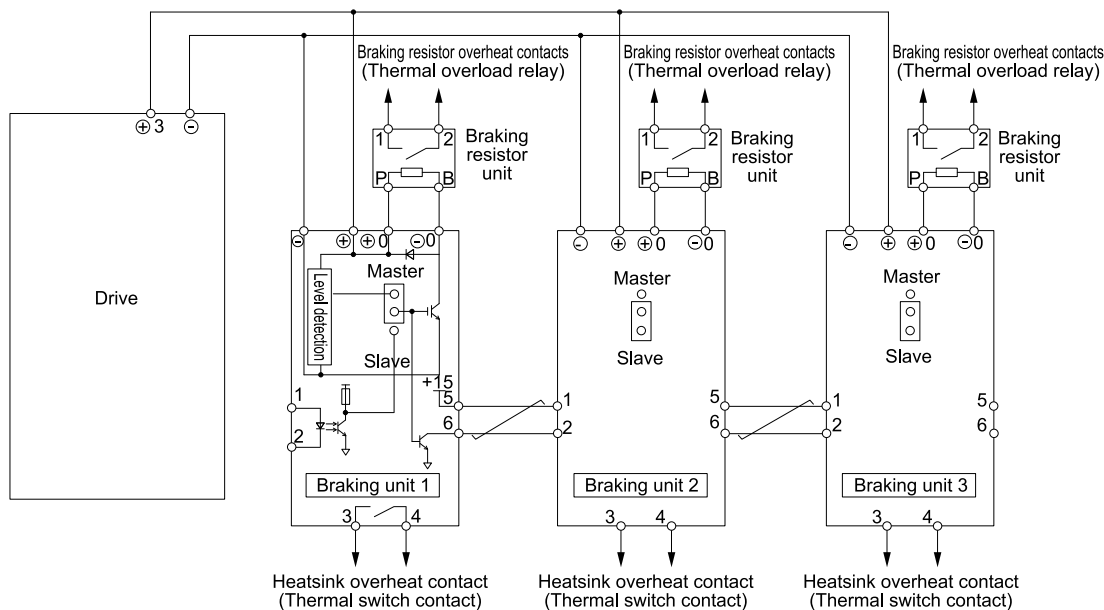 Braking resistor overheat contacts
(Thermal overload relay)
Braking resistor overheat contacts
(Thermal overload relay)
Braking resistor overheat contacts
(Thermal overload relay)
⊕ 3 ⊖
1 2
P B
Braking
resistor
unit
1 2
P B
Braking
resistor
unit
1 2
P B
Braking
resistor
unit
Drive
⊖ ⊕ ⊕0 ⊖0
Level detection
Master
Slave
+15
1
2
5
6
Braking unit 1
3 4
Heatsink overheat contact
(Thermal switch contact)
⊖ ⊕ ⊕0 ⊖0
Master
Slave
1
2
5
6
Braking unit 2
3 4
Heatsink overheat contact
(Thermal switch contact)
⊖ ⊕ ⊕0 ⊖0
Master
Slave
1
2
5
6
Braking unit 3
3 4
Heatsink overheat contact
(Thermal switch contact)